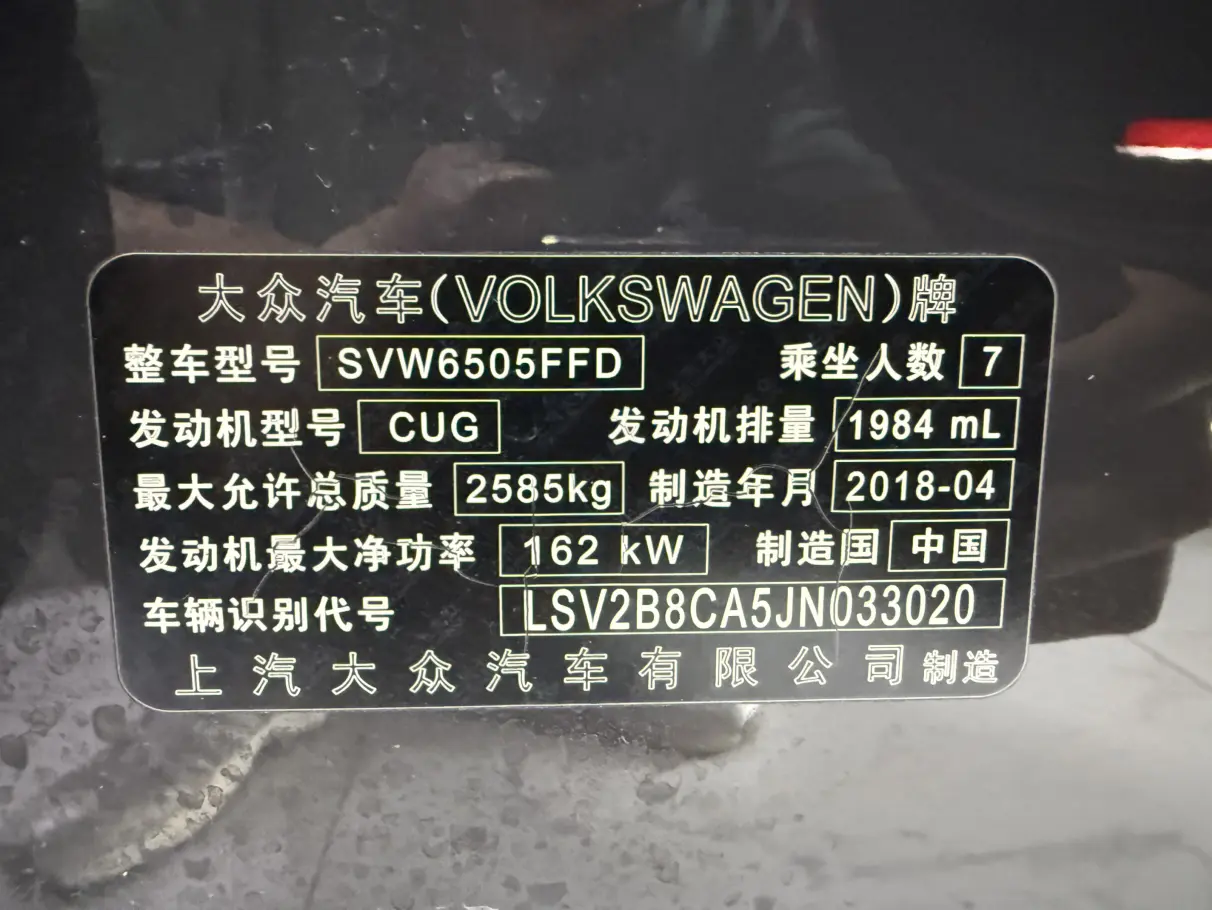 大众汽车(VOLKSWAGEN)牌
整车型号 SVW6505FFD 乘坐人数 7
发动机型号 CUG 发动机排量 1984 mL
最大允许总质量 2585kg 制造年月 2018-04
发动机最大净功率 162 kW 制造国 中国
车辆识别代号 LSV2B8CA5JN033020
上汽大众汽车有限公司制造